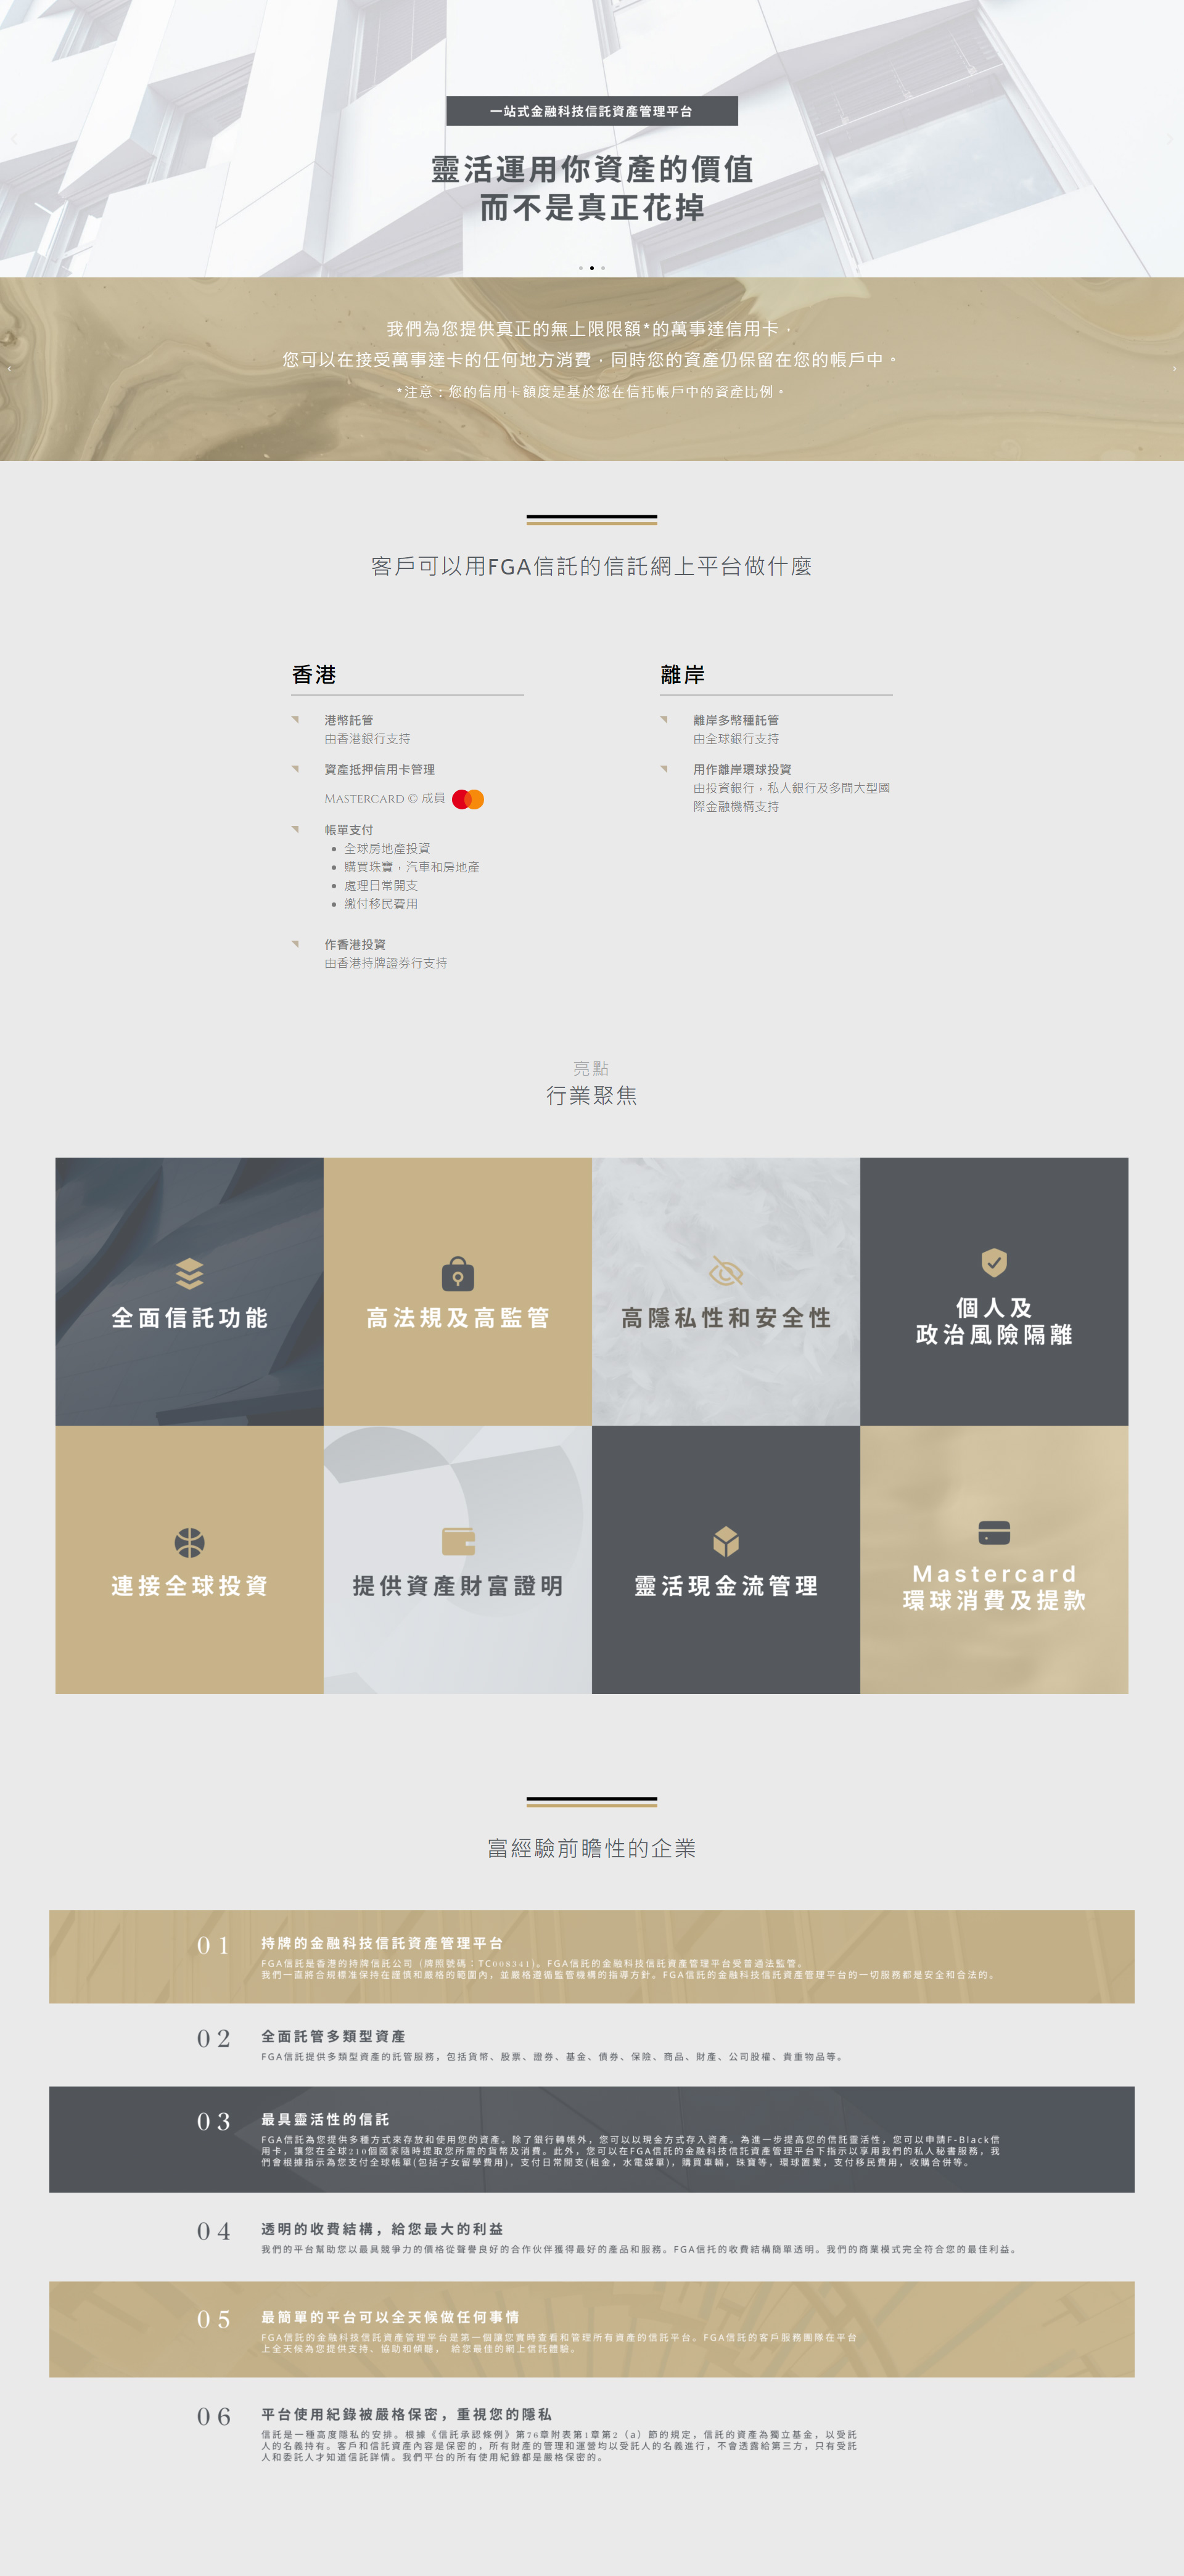 一站式金融科技信託資產管理平台
靈活運用你資產的價值
而不是真正花掉
我們為您提供真正的無上限限額*的萬事達信用卡，
您可以在接受萬事達卡的任何地方消費，同時您的資產仍保留在您的帳戶中。
*注意：您的信用卡額度是基於您在信托帳戶中的資產比例。
客戶可以用FGA信託的信託網上平台做什麼
香港
港幣託管
由香港銀行支持
資產抵押信用卡管理
Mastercard © 成員
帳單支付
全球房地產投資
購買珠寶，汽車和房地產
處理日常開支
繳付移民費用
作香港投資
由香港持牌證券行支持
離岸
離岸多幣種託管
由全球銀行支持
用作離岸環球投資
由投資銀行，私人銀行及多間大型國
際金融機構支持
亮點
行業聚焦
全面信託功能
高法規及高監管
高隱私性和安全性
個人及
政治風險隔離
連接全球投資
提供資產財富證明
靈活現金流管理
Mastercard
環球消費及提款
富經驗前瞻性的企業
01
持牌的金融科技信託資產管理平台
FGA信託是香港的持牌信託公司 (牌照號碼：TC008341)。FGA信託的金融科技信託資產管理平台受普通法監管。
我們一直將合規標准保持在謹慎和嚴格的範圍內，並嚴格遵循監管機構的指導方針。FGA信託的金融科技信託資產管理平台的一切服務都是安全和合法的。
02
全面託管多類型資產
FGA信託提供多類型資產的託管服務，包括貨幣、股票、證券、基金、債券、保險、商品、財產、公司股權、貴重物品等。
03
最具靈活性的信託
FGA信託為您提供多種方式來存放和使用您的資產。除了銀行轉帳外，您可以以現金方式存入資產。為進一步提高您的信託靈活性，您可以申請F-Black信
用卡，讓您在全球210個國家隨時提取您所需的貨幣及消費。此外，您可以在FGA信託的金融科技信託資產管理平台下指示以享用我們的私人秘書服務，我
們會根據指示為您支付全球帳單(包括子女留學費用)，支付日常開支(租金，水電媒單)，購買車輛，珠寶等，環球置業，支付移民費用，收購合併等。
04
透明的收費結構，給您最大的利益
我們的平台幫助您以最具競爭力的價格從聲譽良好的合作伙伴獲得最好的產品和服務。FGA信托的收費結構簡單透明。我們的商業模式完全符合您的最佳利益。
05
最簡單的平台可以全天候做任何事情
FGA信託的金融科技信託資產管理平台是第一個讓您實時查看和管理所有資產的信託平台。FGA信託的客戶服務團隊在平台
上全天候為您提供支持、協助和傾聽， 給您最佳的網上信託體驗。
06
平台使用紀錄被嚴格保密，重視您的隱私
信託是一種高度隱私的安排。根據《信託承認條例》第76章附表第1章第2（a）節的規定，信託的資產為獨立基金，以受託
人的名義持有。客戶和信託資產內容是保密的，所有財產的管理和運營均以受託人的名義進行，不會透露給第三方，只有受託
人和委託人才知道信託詳情。我們平台的所有使用紀錄都是嚴格保密的。